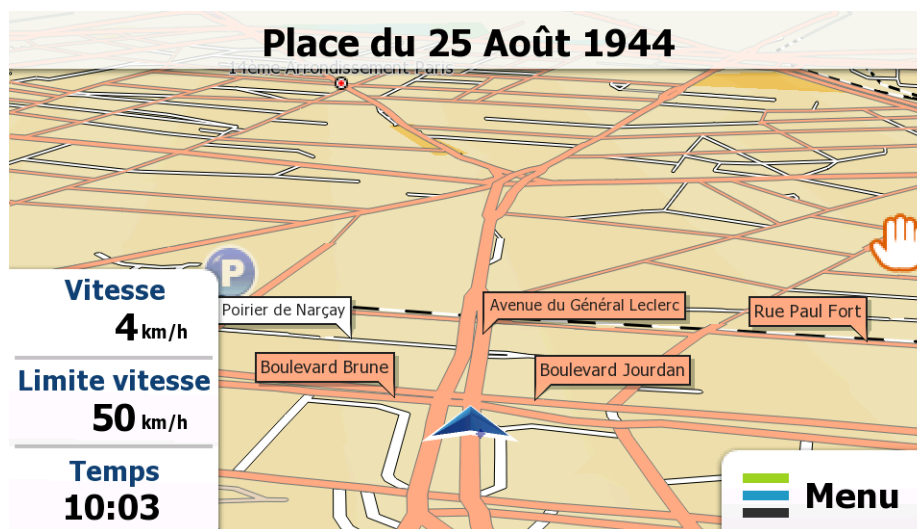 Place du 25 Août 1944
14ème Arrondissement Paris
P
Vitesse
4 km/h
Poirier de Narçay
Avenue du Général Leclerc
Rue Paul Fort
Limite vitesse
50 km/h
Boulevard Brune
Boulevard Jourdan
Temps
10:03
Menu